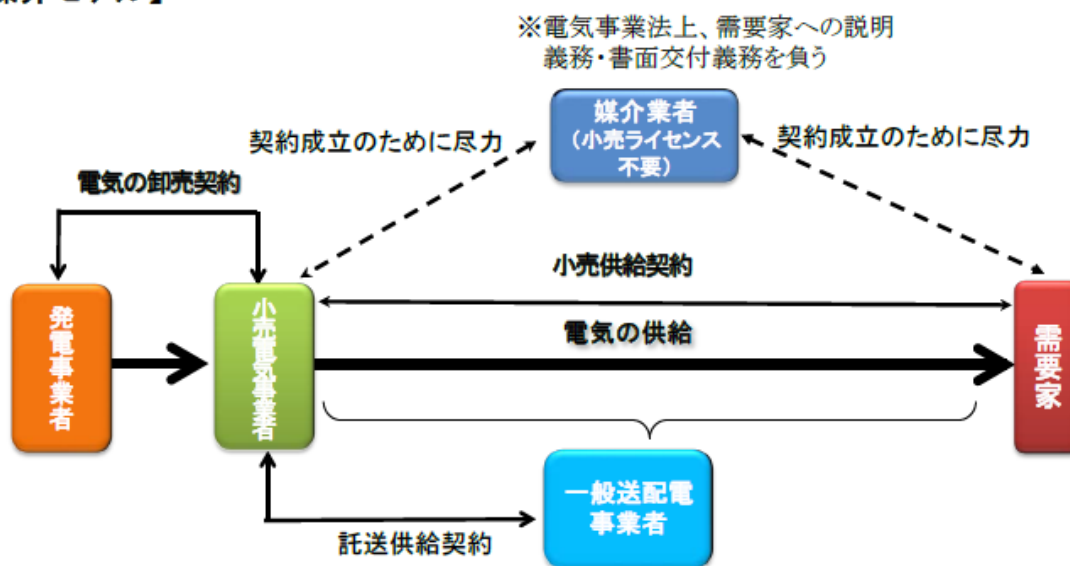 ※電気事業法上、需要家への説明
義務・書面交付義務を負う
媒介業者
（小売ライセンス
不要）
契約成立のために尽力
契約成立のために尽力
電気の卸売契約
小売供給契約
発電事業者
小売電気事業者
電気の供給
需要家
一般送配電
事業者
託送供給契約